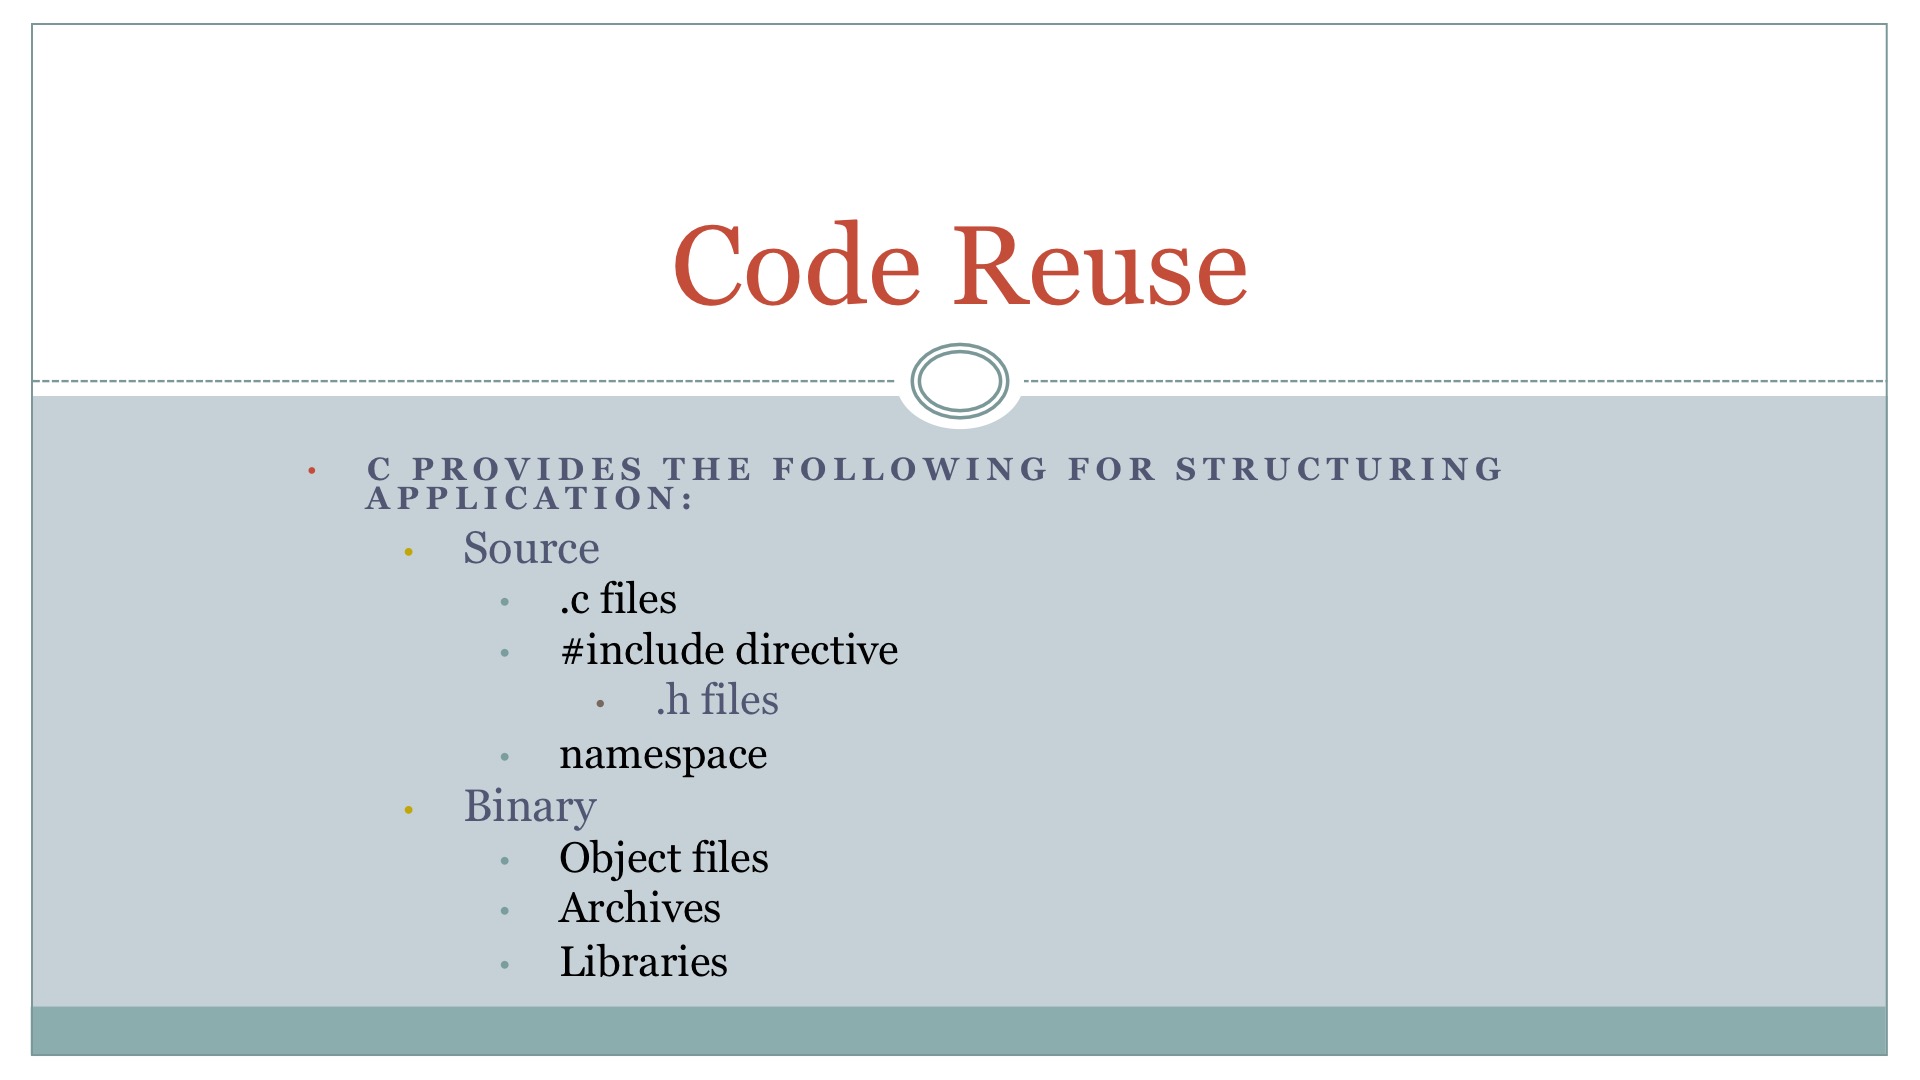 Code Reuse
• C PROVIDES THE FOLLOWING FOR STRUCTURING
APPLICATION:
• Source
• .c files
• #include directive
• .h files
• namespace
• Binary
• Object files
• Archives
• Libraries